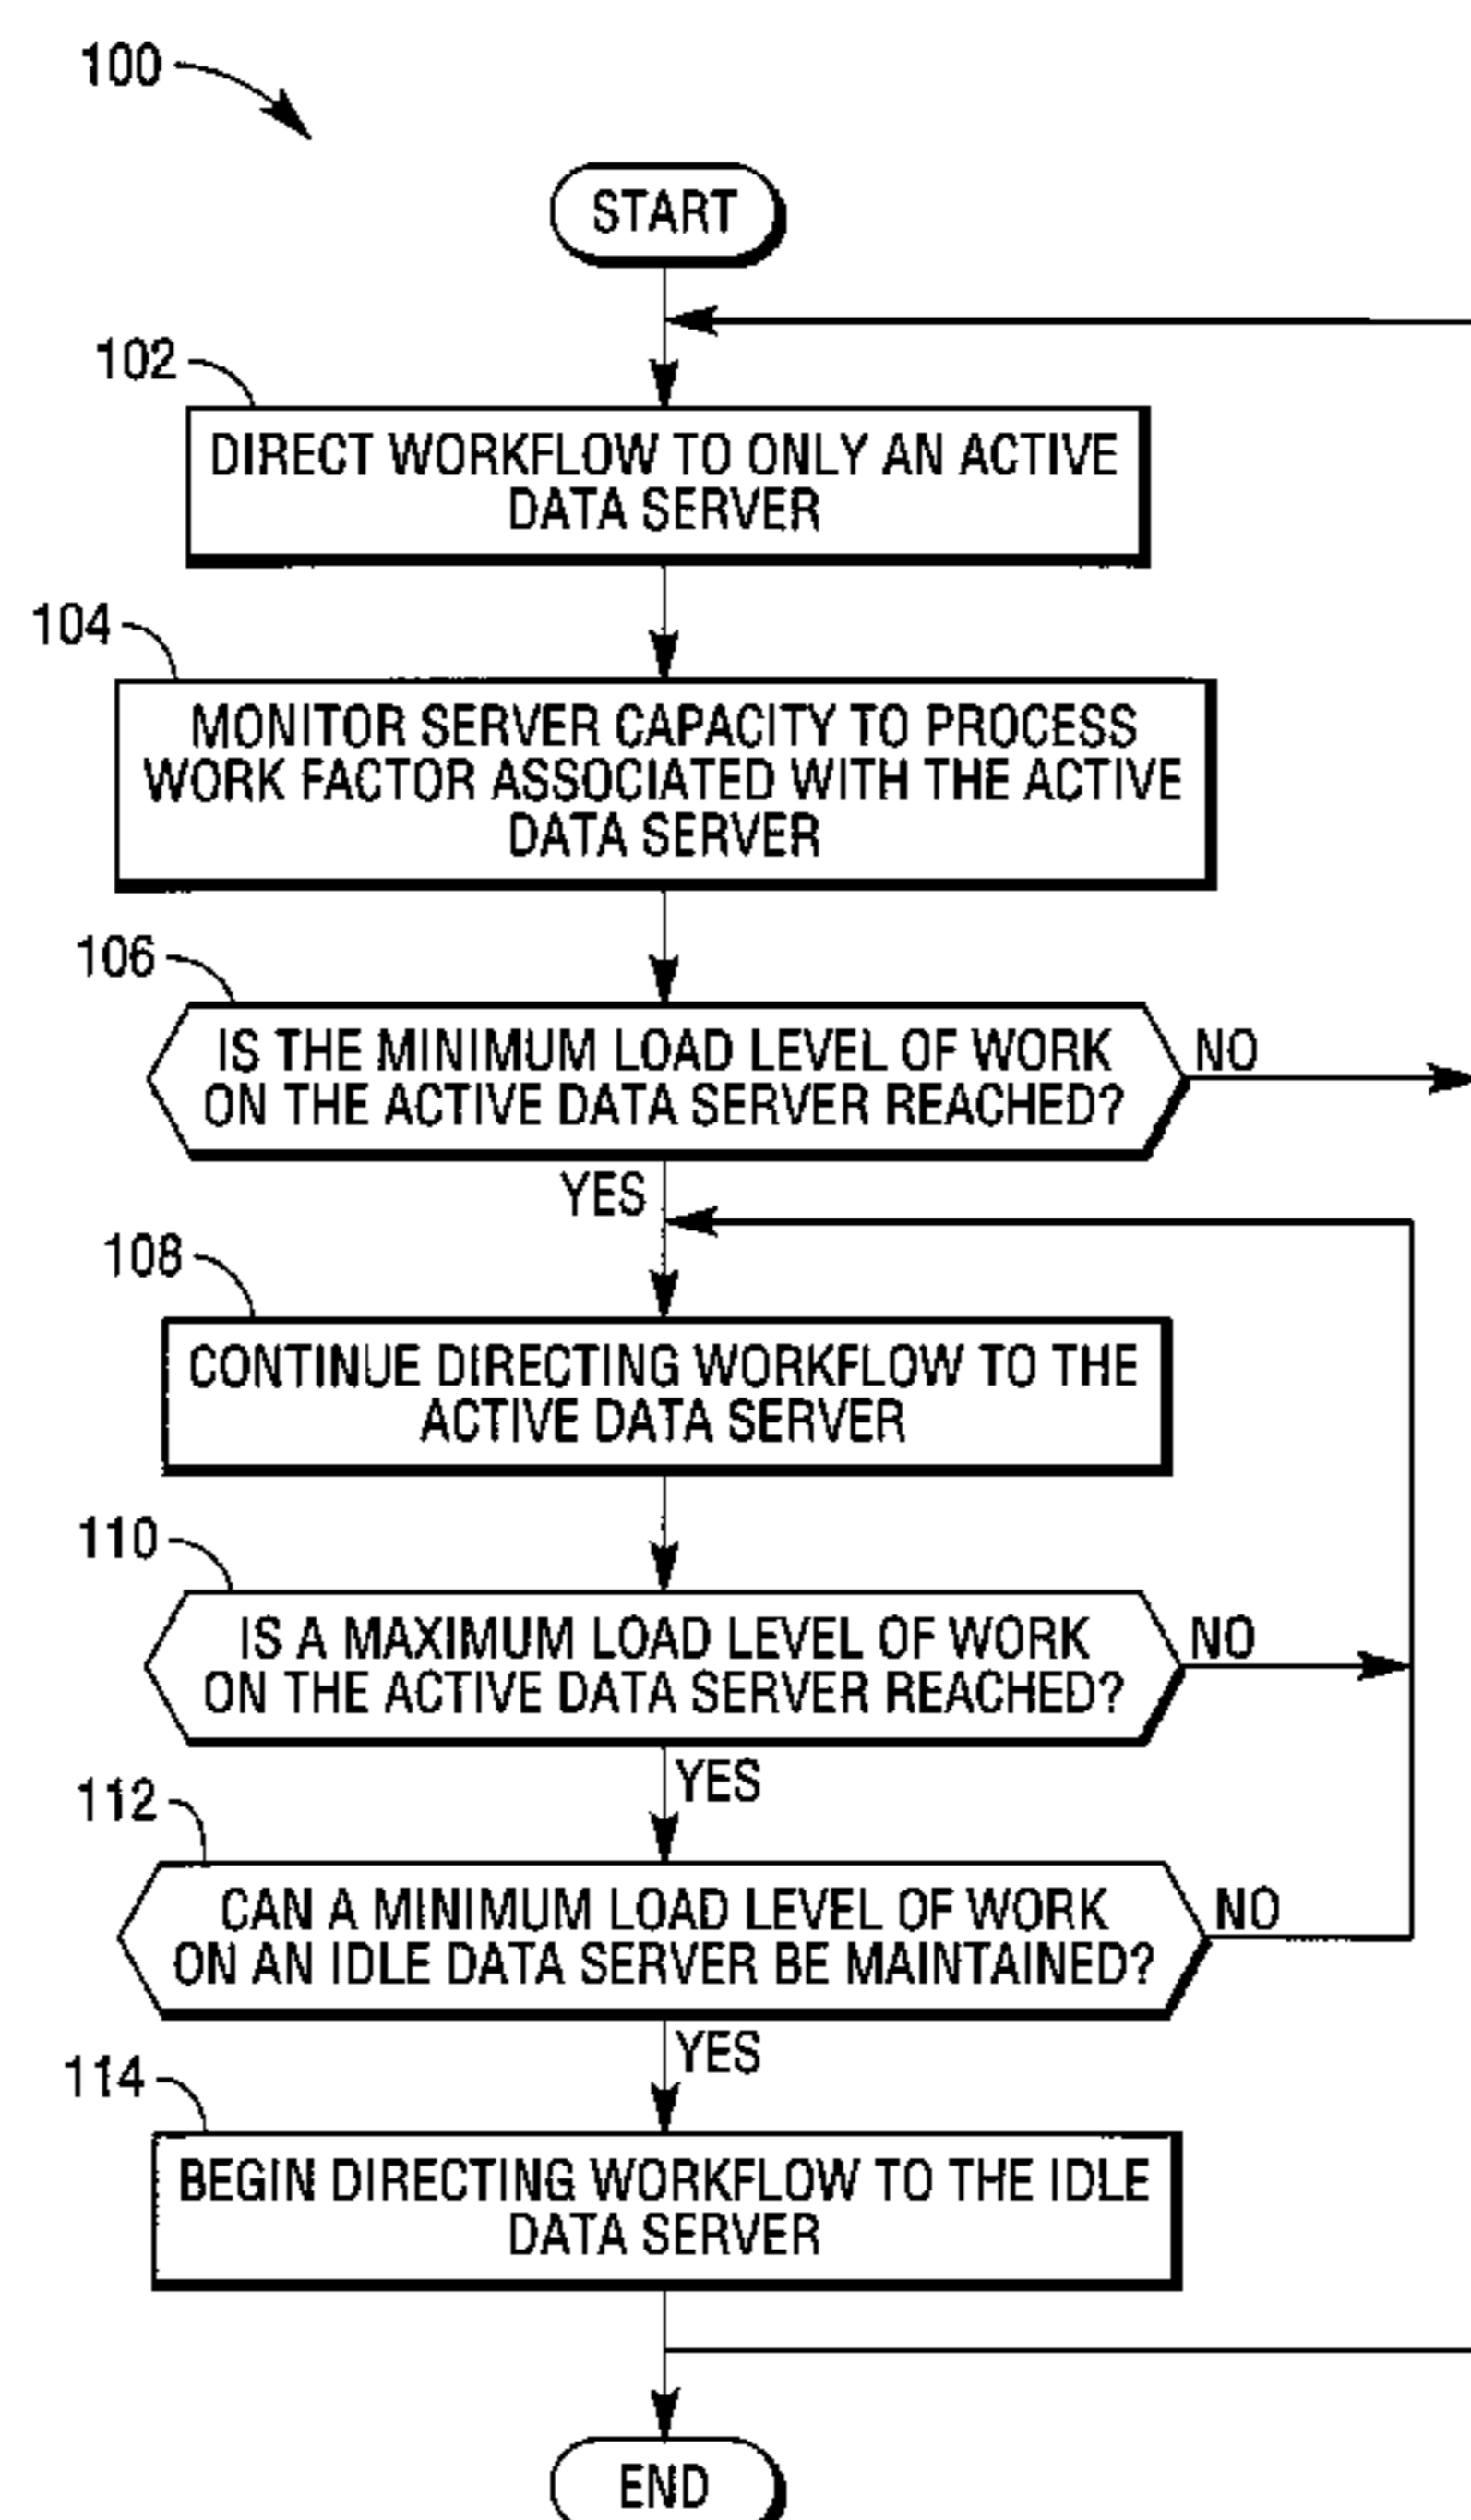 100
START
102
DIRECT WORKFLOW TO ONLY AN ACTIVE
DATA SERVER
104
MONITOR SERVER CAPACITY TO PROCESS
WORK FACTOR ASSOCIATED WITH THE ACTIVE
DATA SERVER
106
IS THE MINIMUM LOAD LEVEL OF WORK
ON THE ACTIVE DATA SERVER REACHED?
NO
YES
108
CONTINUE DIRECTING WORKFLOW TO THE
ACTIVE DATA SERVER
110
IS A MAXIMUM LOAD LEVEL OF WORK
ON THE ACTIVE DATA SERVER REACHED?
NO
YES
112
CAN A MINIMUM LOAD LEVEL OF WORK
ON AN IDLE DATA SERVER BE MAINTAINED?
NO
YES
114
BEGIN DIRECTING WORKFLOW TO THE IDLE
DATA SERVER
END